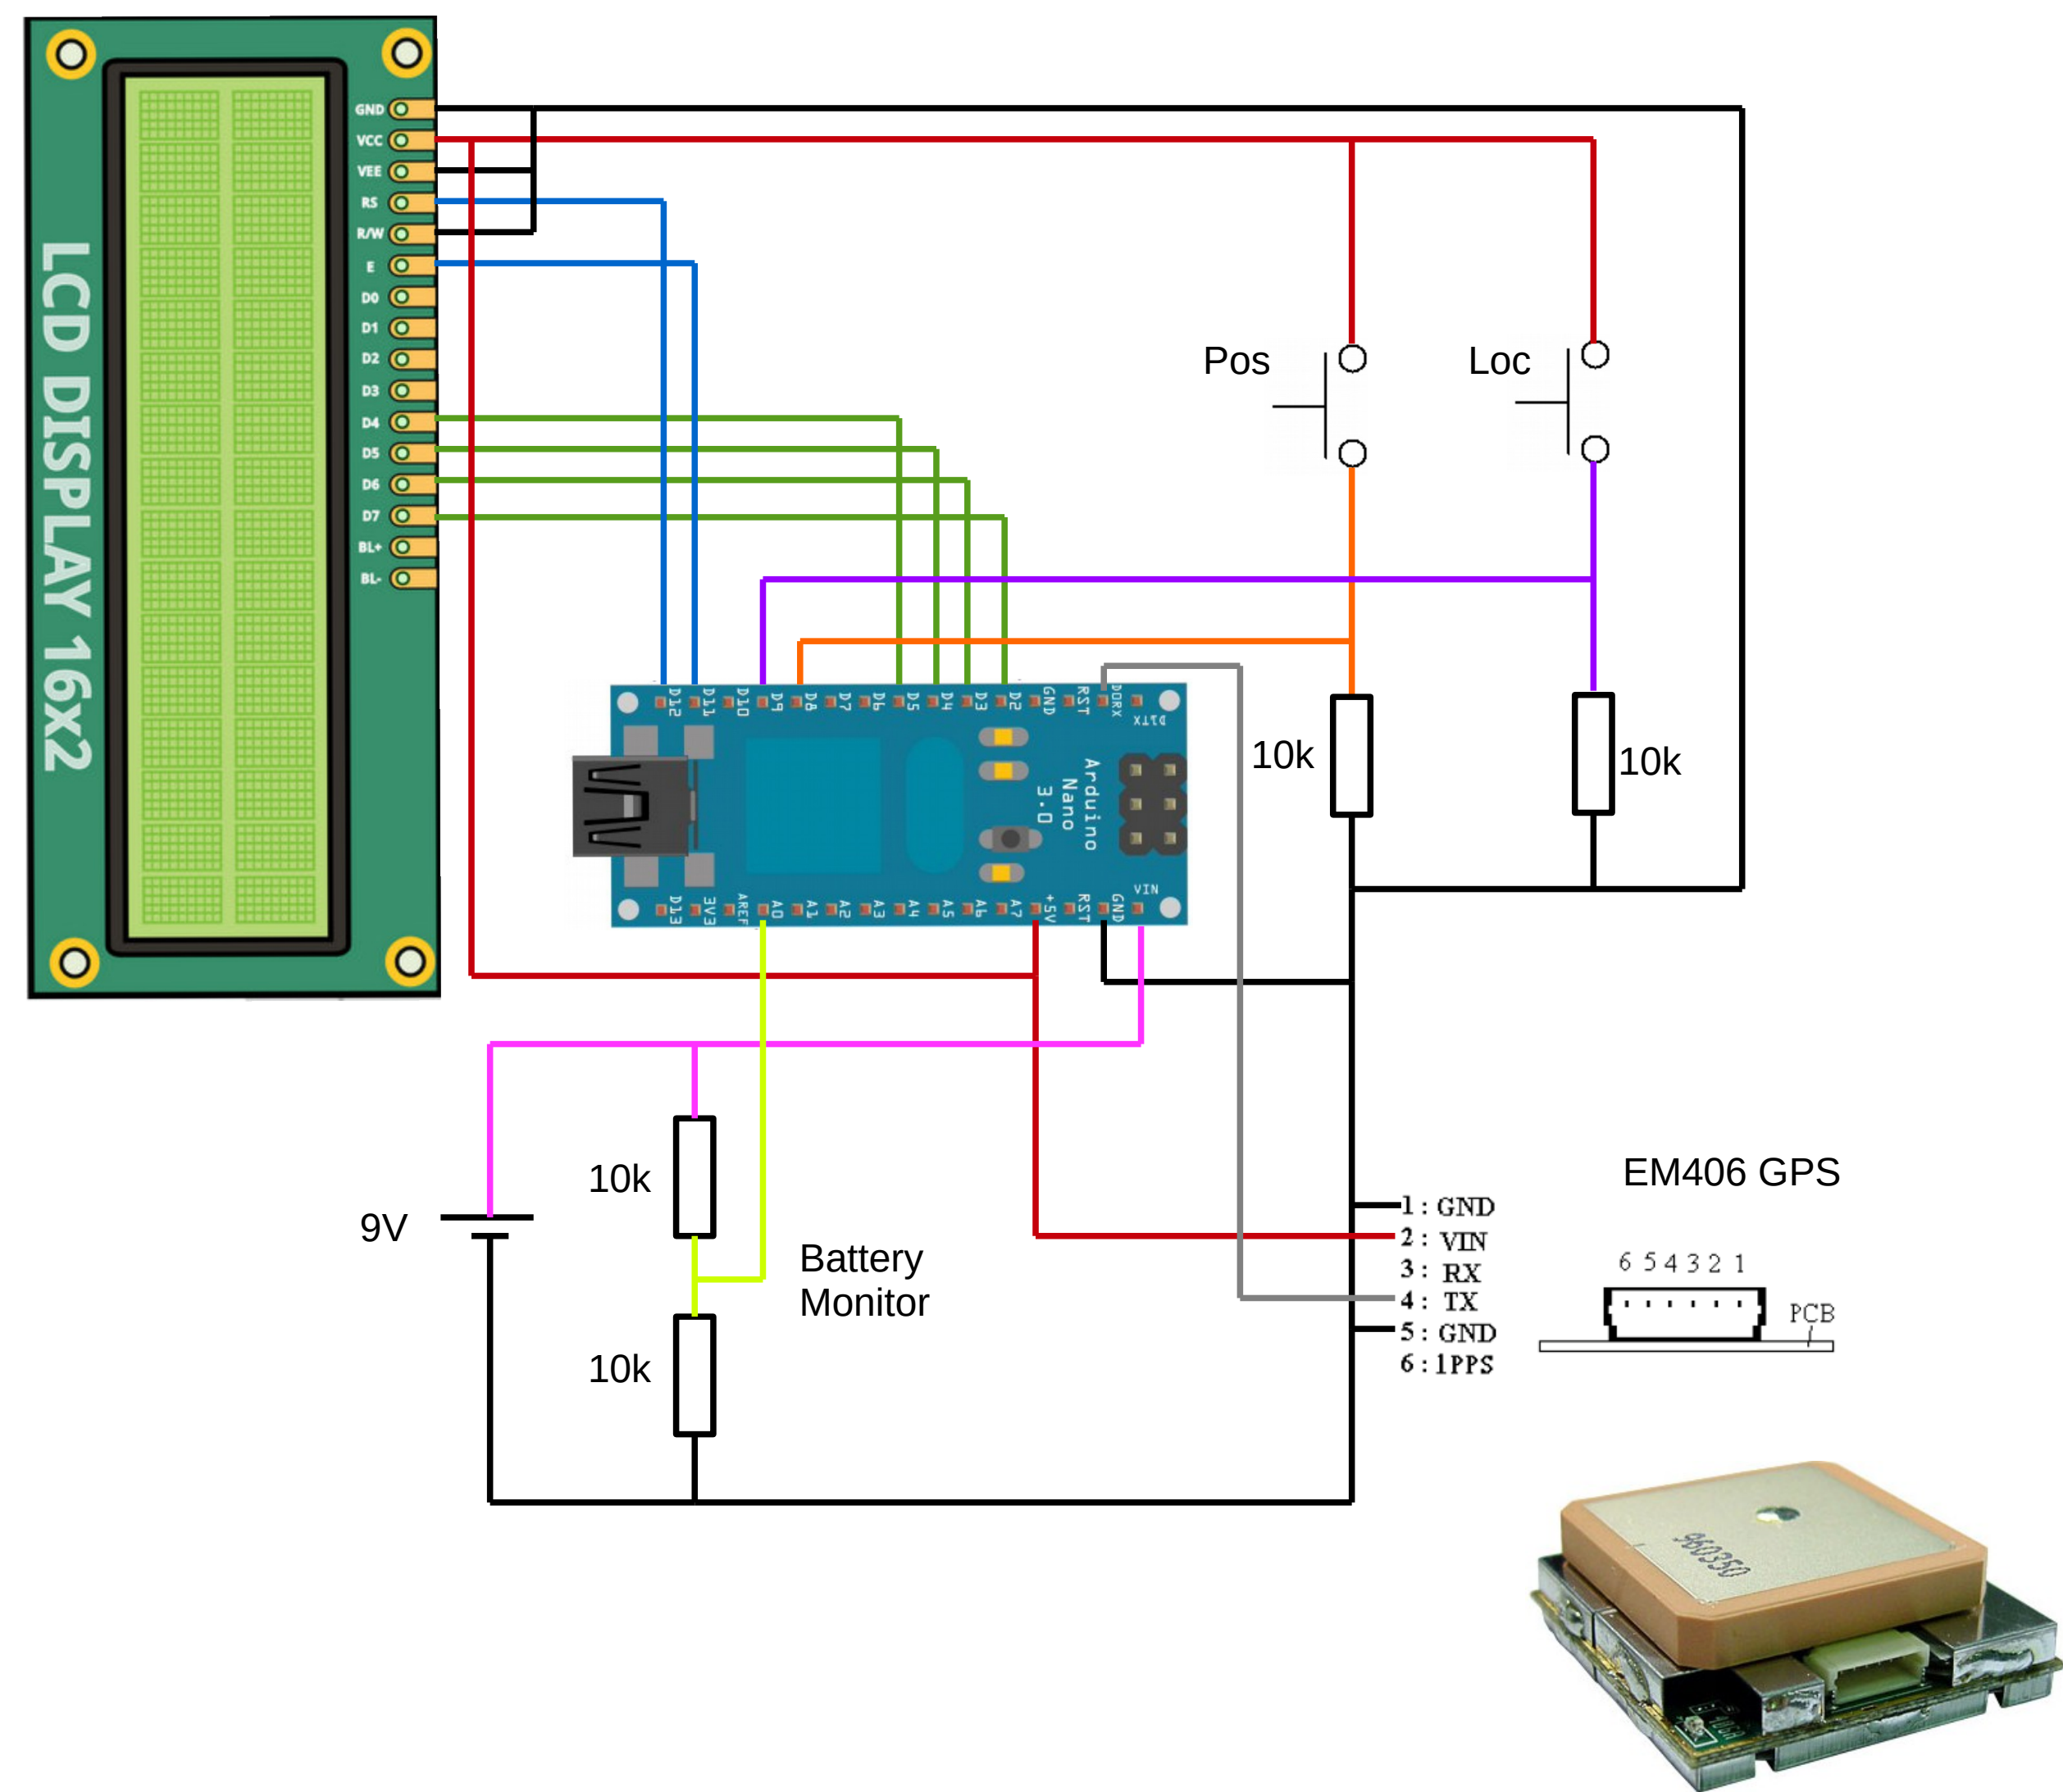 LCD DISPLAY 16x2
GND
VCC
VEE
RS
R/W
E
D0
D1
D2
D3
D4
D5
D6
D7
BL+
BL-
Pos
Loc
D12
D11
D10
D9
D8
D7
D6
D5
D4
D3
D2
GND
RST
D0RX
D1TX
Arduino
Nano
3.0
D13
3V3
AREF
A0
A1
A2
A3
A4
A5
A6
A7
+5V
RST
GND
VIN
10k
10k
9V
10k
10k
Battery
Monitor
EM406 GPS
1 : GND
2 : VIN
3 : RX
4 : TX
5 : GND
6 : 1PPS
6 5 4 3 2 1
PCB